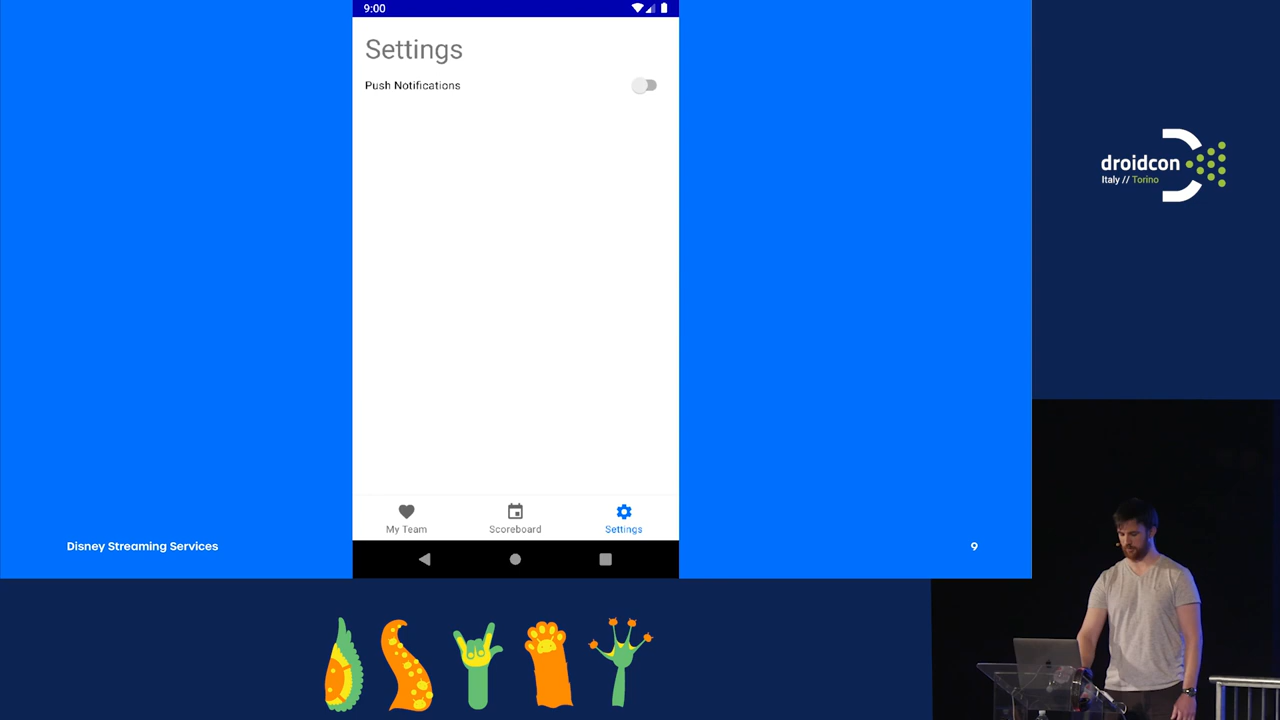 9:00
Settings
Push Notifications
My Team
Scoreboard
Settings
Disney Streaming Services
9
droidcon
Italy // Torino